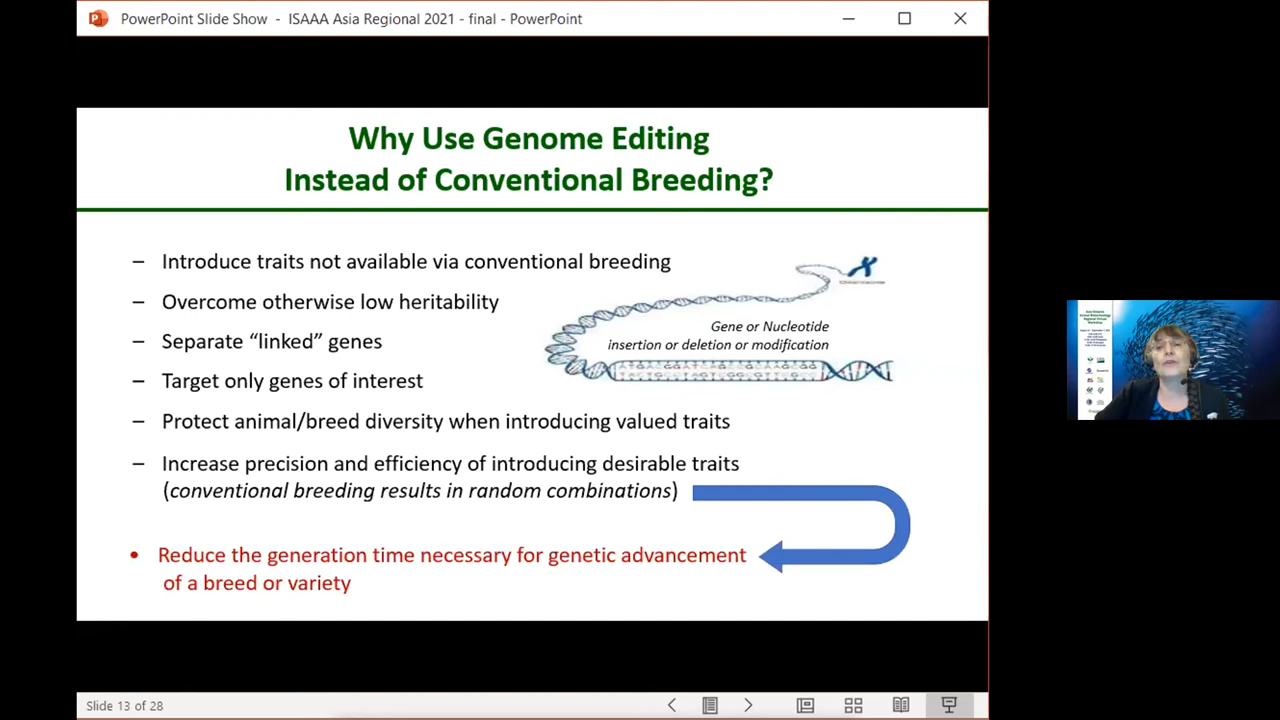 PowerPoint Slide Show - ISAAA Asia Regional 2021 - final - PowerPoint
Why Use Genome Editing
Instead of Conventional Breeding?
– Introduce traits not available via conventional breeding
– Overcome otherwise low heritability
– Separate “linked” genes
– Target only genes of interest
– Protect animal/breed diversity when introducing valued traits
– Increase precision and efficiency of introducing desirable traits
(conventional breeding results in random combinations)
• Reduce the generation time necessary for genetic advancement
of a breed or variety
Chromosome
Gene or Nucleotide
insertion or deletion or modification
Slide 13 of 28